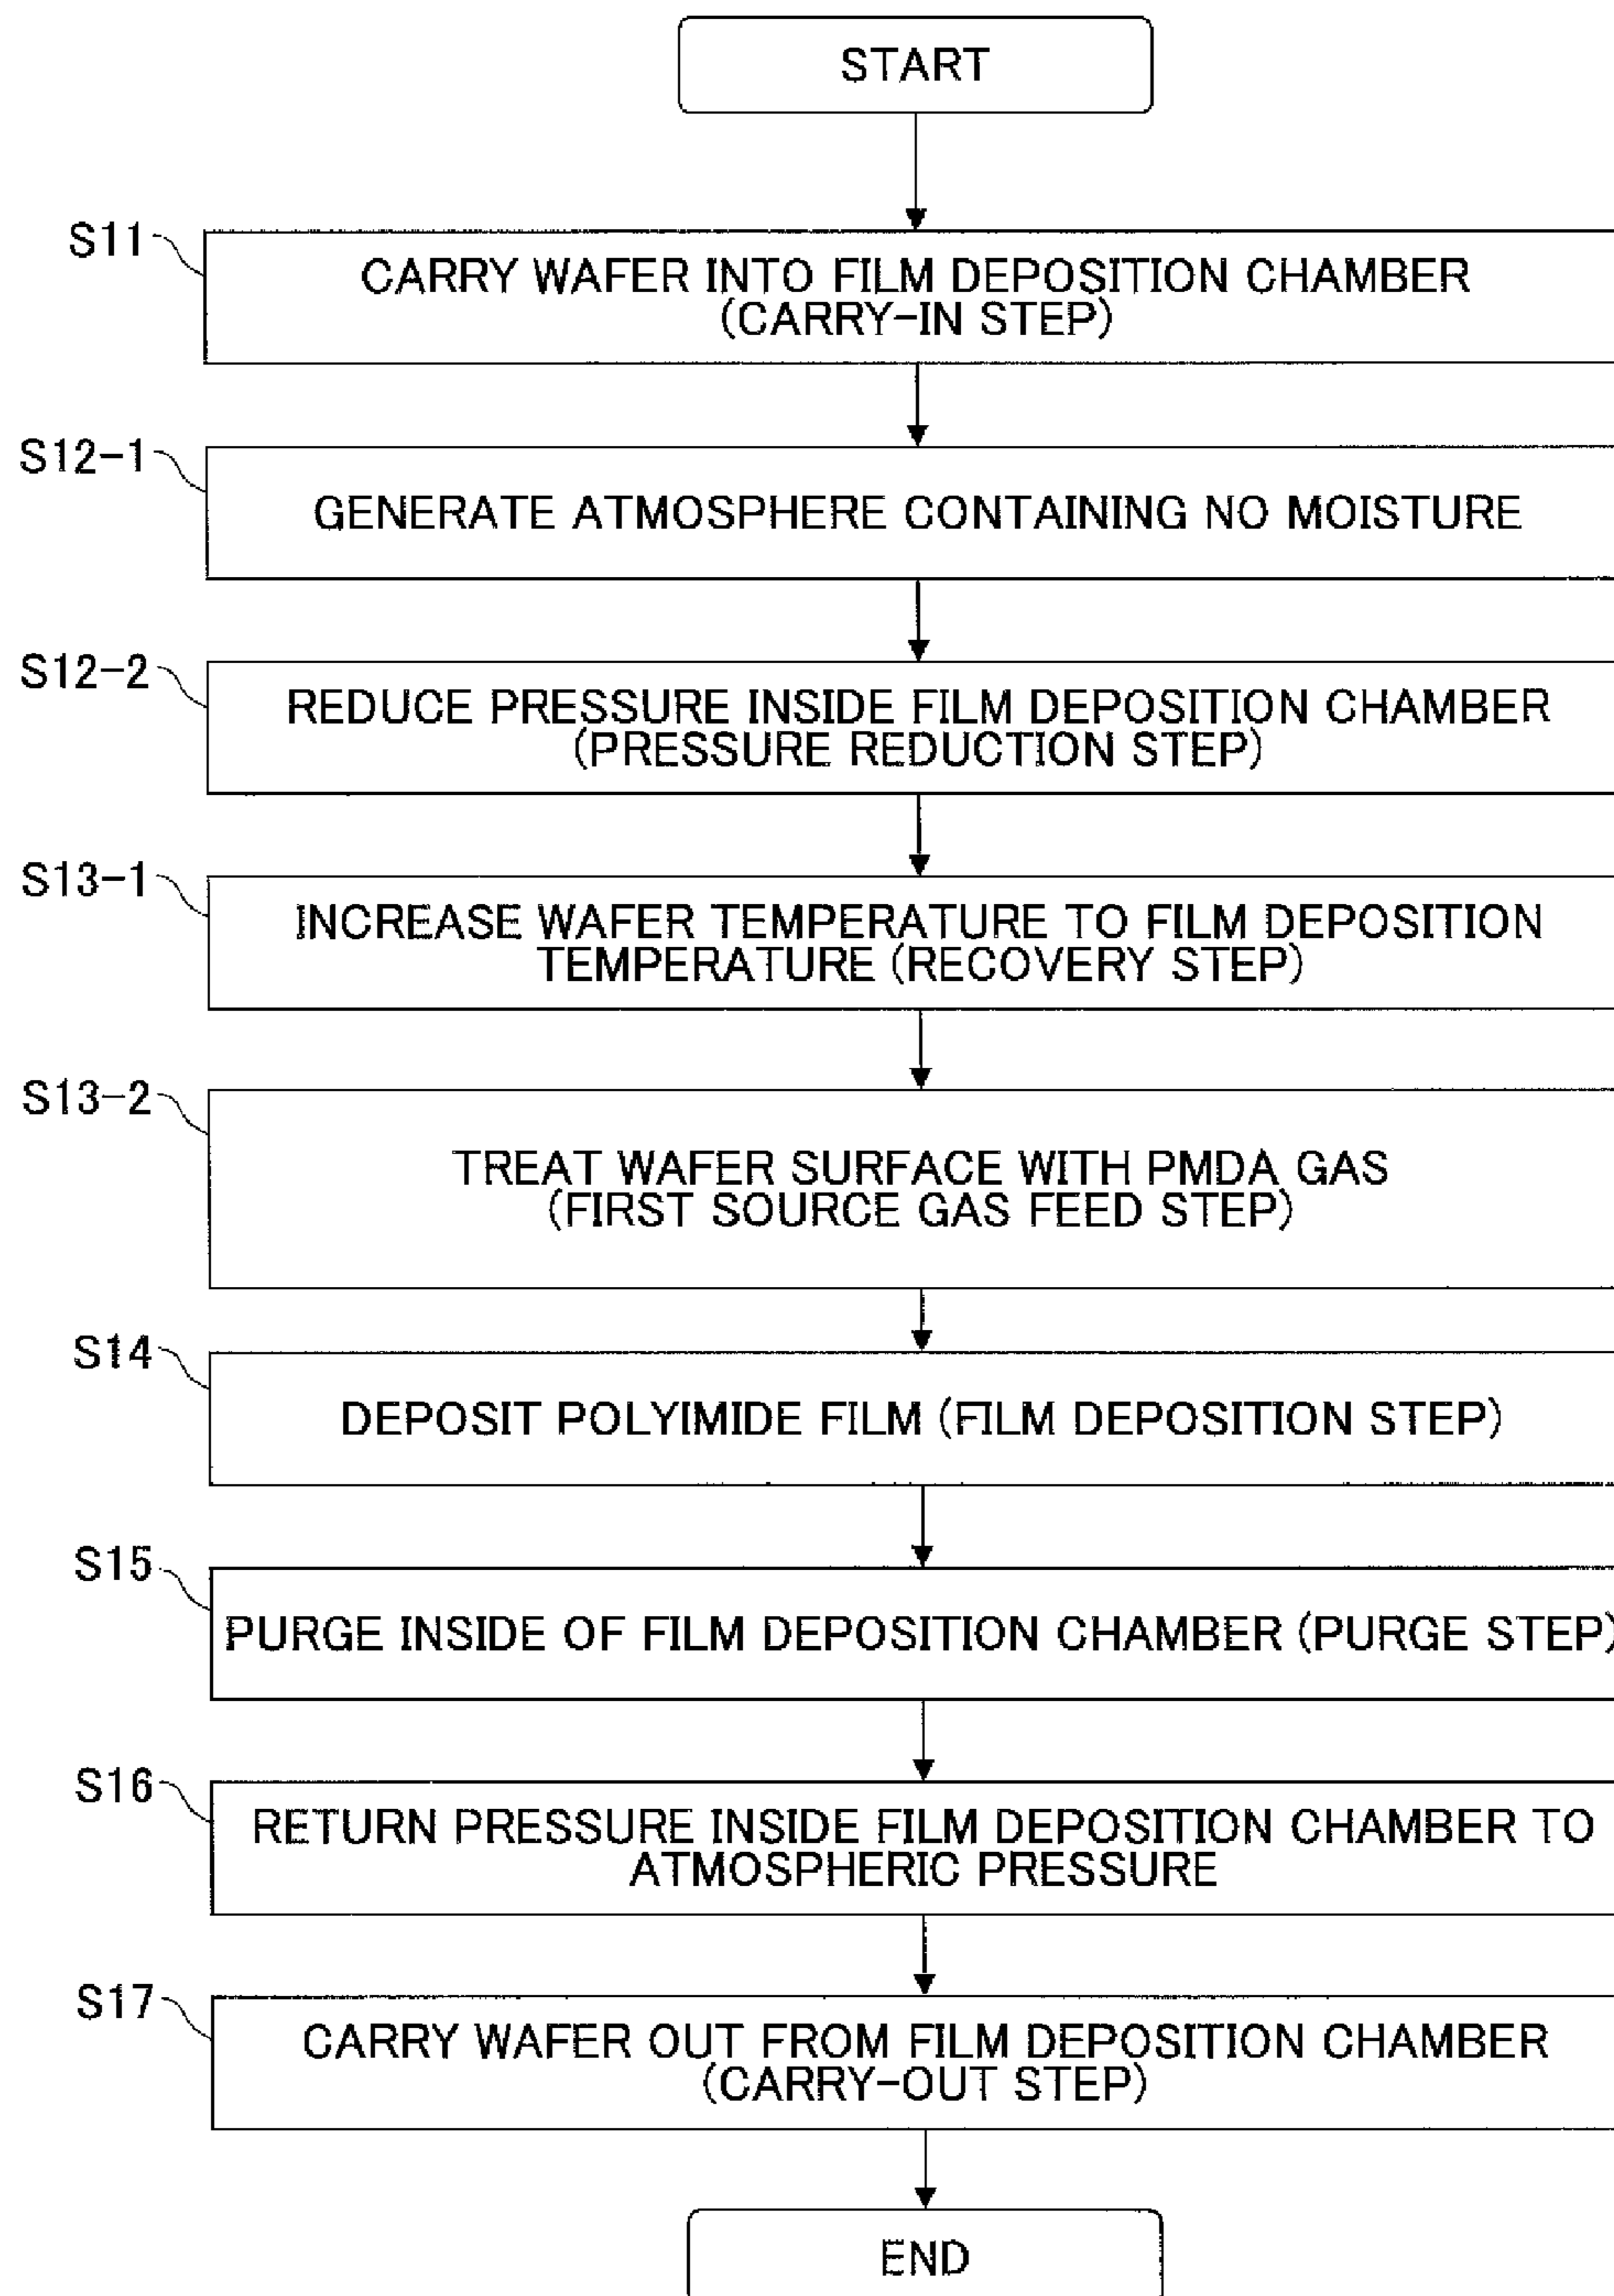 START
S11
CARRY WAFER INTO FILM DEPOSITION CHAMBER
(CARRY-IN STEP)
S12-1
GENERATE ATMOSPHERE CONTAINING NO MOISTURE
S12-2
REDUCE PRESSURE INSIDE FILM DEPOSITION CHAMBER
(PRESSURE REDUCTION STEP)
S13-1
INCREASE WAFER TEMPERATURE TO FILM DEPOSITION
TEMPERATURE (RECOVERY STEP)
S13-2
TREAT WAFER SURFACE WITH PMDA GAS
(FIRST SOURCE GAS FEED STEP)
S14
DEPOSIT POLYIMIDE FILM (FILM DEPOSITION STEP)
S15
PURGE INSIDE OF FILM DEPOSITION CHAMBER (PURGE STEP)
S16
RETURN PRESSURE INSIDE FILM DEPOSITION CHAMBER TO
ATMOSPHERIC PRESSURE
S17
CARRY WAFER OUT FROM FILM DEPOSITION CHAMBER
(CARRY-OUT STEP)
END